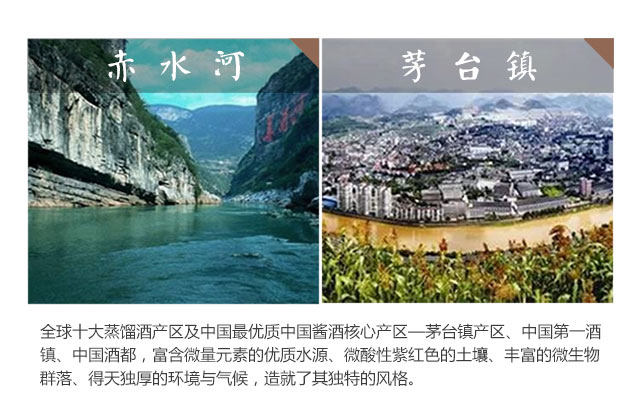 赤水河
茅台镇
全球十大蒸馏酒产区及中国最优质中国酱酒核心产区—茅台镇产区、中国第一酒
镇、中国酒都，富含微量元素的优质水源、微酸性紫红色的土壤、丰富的微生物
群落、得天独厚的环境与气候，造就了其独特的风格。